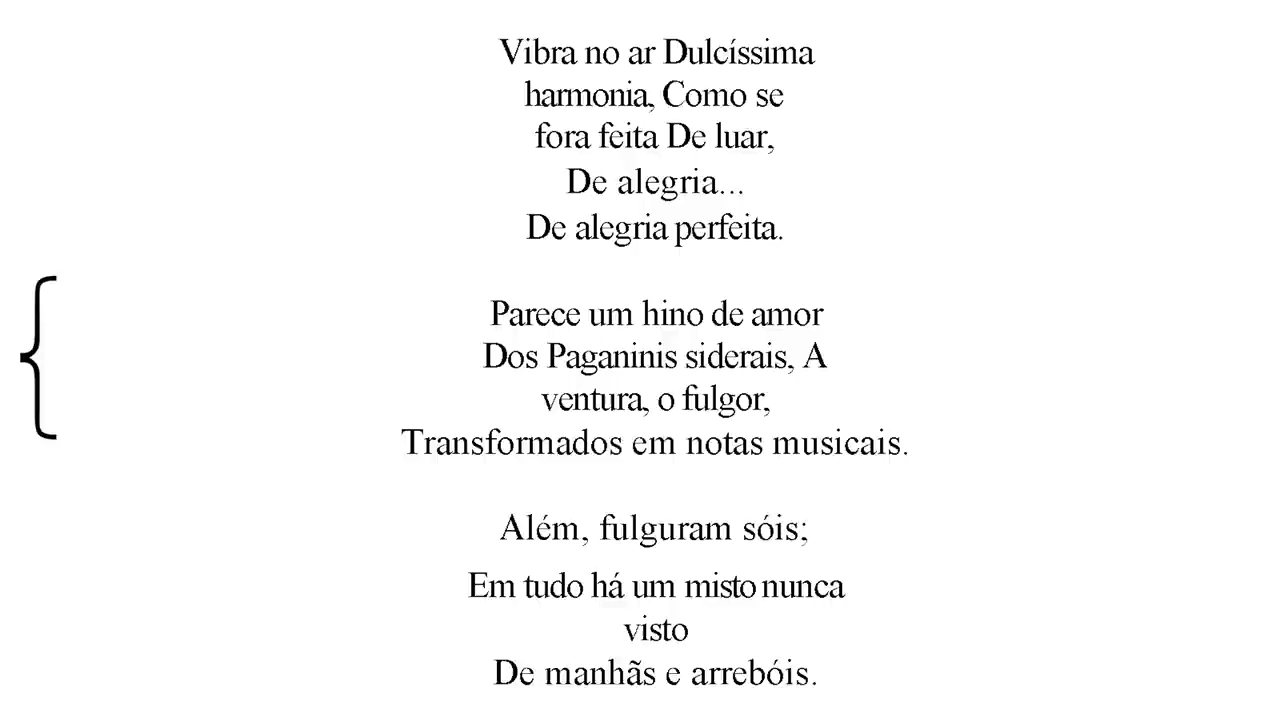 Vibra no ar Dulcíssima
harmonia, Como se
fora feita De luar,
De alegria...
De alegria perfeita.
Parece um hino de amor
Dos Paganinis siderais, A
ventura, o fulgor,
Transformados em notas musicais.
Além, fulguram sóis;
Em tudo há um misto nunca
visto
De manhãs e arrebóis.